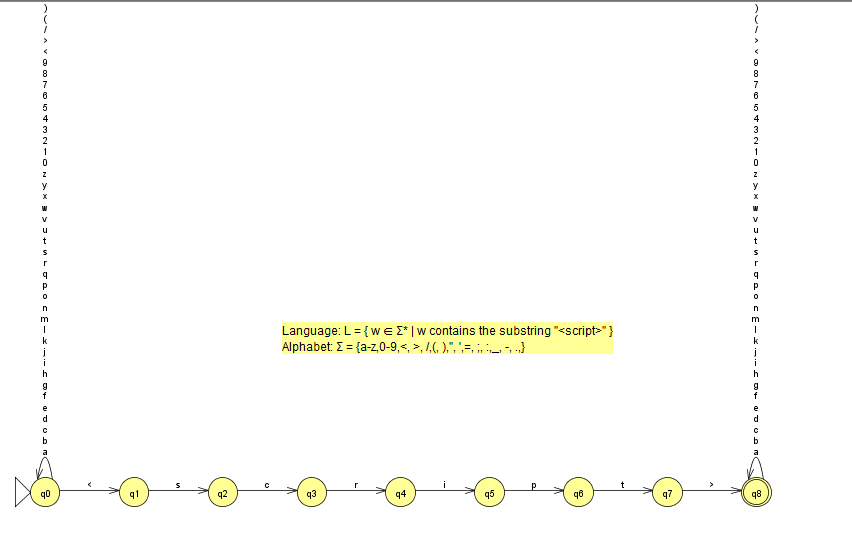 )
(
/
>
<
9
8
7
6
5
4
3
2
1
0
z
y
x
w
v
u
t
s
r
q
p
o
n
m
l
k
j
i
h
g
f
e
d
c
b
a
)
(
/
>
<
9
8
7
6
5
4
3
2
1
0
z
y
x
w
v
u
t
s
r
q
p
o
n
m
l
k
j
i
h
g
f
e
d
c
b
a
Language: L = { w ∈ Σ* | w contains the substring "<script>" }
Alphabet: Σ = {a-z,0-9,<, >, /,(, ),", ',=, ;, :,_, -, .,}
< s c r i p t >
q0 q1 q2 q3 q4 q5 q6 q7 q8